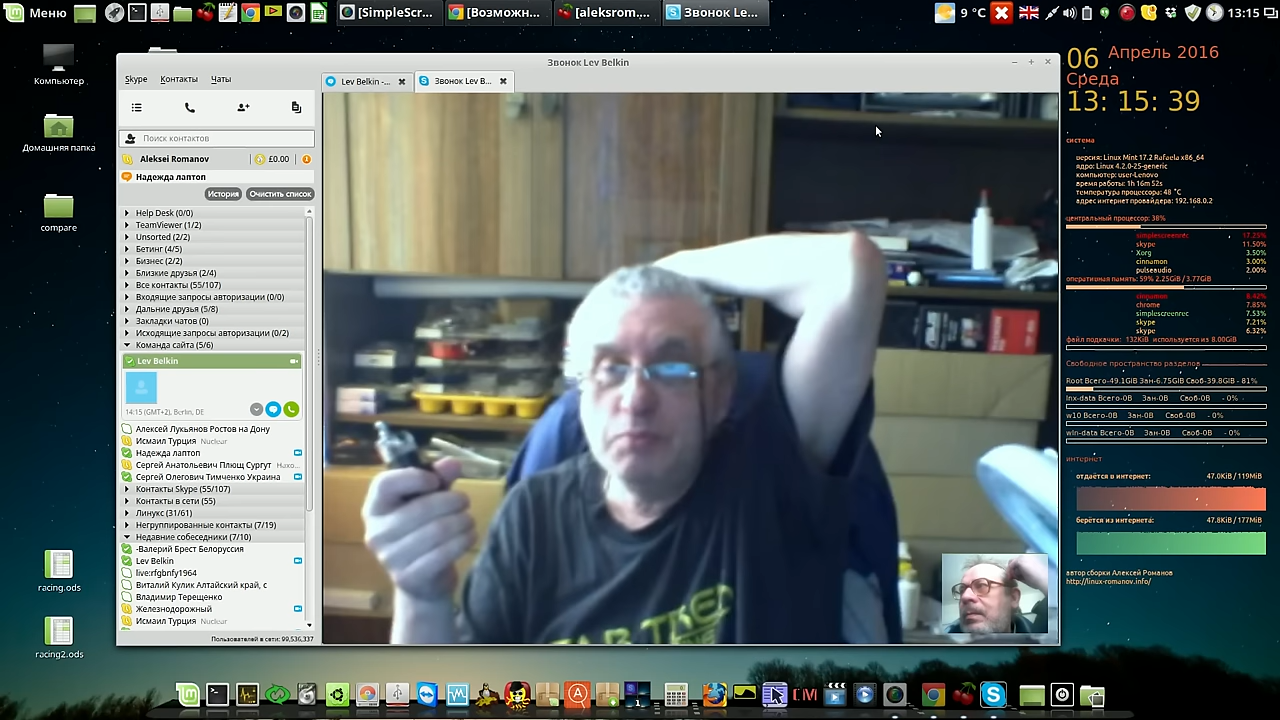 Меню
[SimpleScr...
[Возможн...
[aleksrom....
Звонок Le...
9 °C
13:15
Компьютер
Домашняя папка
compare
racing.ods
racing2.ods
Звонок Lev Belkin
Skype Контакты Чаты
Lev Belkin -...
Звонок Lev B...
Поиск контактов
Aleksei Romanov £0.00
Надежда лаптоп
История Очистить список
Help Desk (0/0)
TeamViewer (1/2)
Unsorted (2/2)
Бетинг (4/5)
Бизнес (2/2)
Близкие друзья (2/4)
Все контакты (55/107)
Входящие запросы авторизации (0/0)
Дальние друзья (5/8)
Закладки чатов (0)
Исходящие запросы авторизации (0/2)
Команда сайта (5/6)
Lev Belkin
14:15 (GMT+2), Berlin, DE
Алексей Лукьянов Ростов на Дону
Исмаил Турция Nuclear
Надежда лаптоп
Сергей Анатольевич Плющ Сургут Нахо...
Сергей Олегович Тимченко Украина
Контакты Skype (55/107)
Контакты в сети (55)
Линукс (31/61)
Негруппированные контакты (7/19)
Недавние собеседники (7/10)
-Валерий Брест Белоруссия
Lev Belkin
live:rfgbnfy1964
Виталий Кулик Алтайский край, с
Владимир Терещенко
Железнодорожный
Исмаил Турция Nuclear
Пользователей в сети: 99,536,337
06 Апрель 2016
Среда
13: 15: 39
система
версия: Linux Mint 17.2 Rafaela x86_64
ядро: Linux 4.2.0-25-generic
компьютер: user-Lenovo
время работы: 1h 16m 52s
температура процессора: 48 °C
адрес интернет провайдера: 192.168.0.2
центральный процессор: 38%
simplescreenrec 17.25%
skype 11.50%
Xorg 3.50%
cinnamon 3.00%
pulseaudio 2.00%
оперативная память: 59% 2.25GiB / 3.77GiB
cinnamon 8.42%
chrome 7.85%
simplescreenrec 7.53%
skype 7.21%
skype 6.32%
файл подкачки: 132KiB используется из 8.00GiB
Свободное пространство разделов
Root Всего-49.1GiB Зан-6.75GiB Своб-39.8GiB - 81%
lnx-data Всего-0B Зан-0B Своб-0B - 0%
w10 Всего-0B Зан-0B Своб-0B - 0%
win-data Всего-0B Зан-0B Своб-0B - 0%
интернет
отдаётся в интернет: 47.0KiB / 119MiB
берётся из интернета: 47.8KiB / 177MiB
автор сборки Алексей Романов
http://linux-romanov.info/